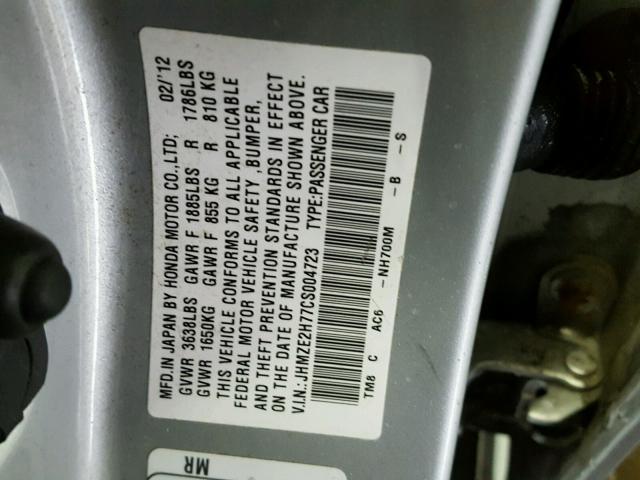 MFD.IN JAPAN BY HONDA MOTOR CO.,LTD; 02/'12
GVWR 3638LBS GAWR F 1885LBS R 1786LBS
GVWR 1650KG GAWR F 855 KG R 810 KG
THIS VEHICLE CONFORMS TO ALL APPLICABLE
FEDERAL MOTOR VEHICLE SAFETY ,BUMPER,
AND THEFT PREVENTION STANDARDS IN EFFECT
ON THE DATE OF MANUFACTURE SHOWN ABOVE.
V.I.N.:JHMZE2H77CS004723 TYPE:PASSENGER CAR
TM8 C AC6 -NH700M -B -S
MR